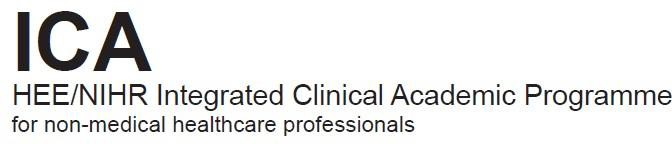 ICA
HEE/NIHR Integrated Clinical Academic Programme
for non-medical healthcare professionals